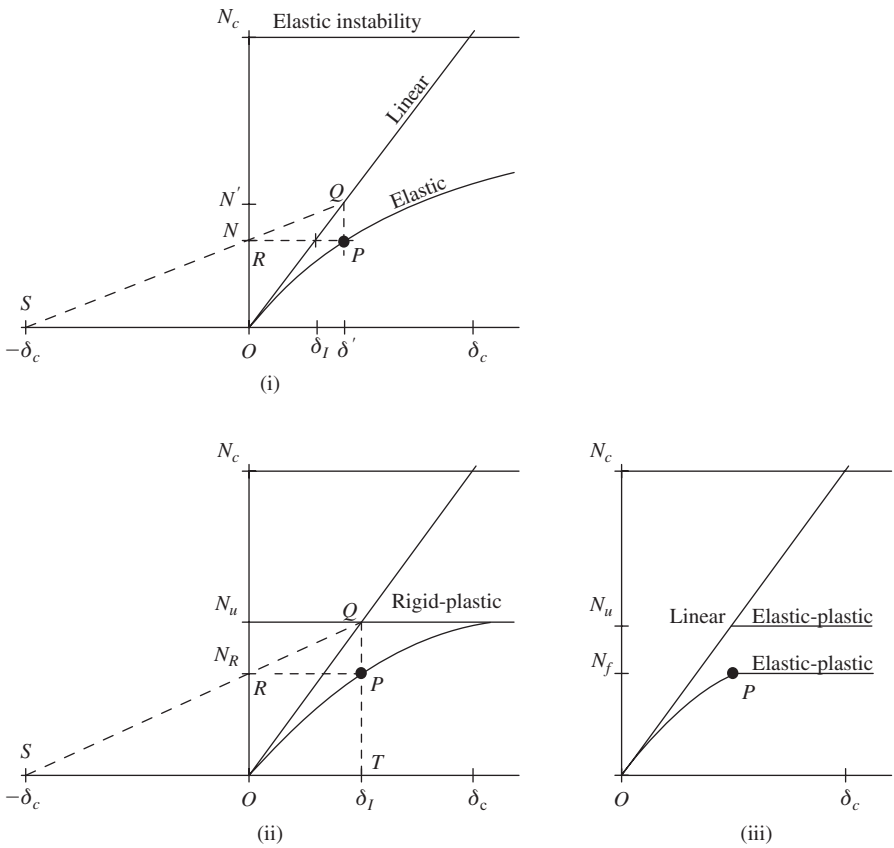 N_c Elastic instability
Linear
N′ Q Elastic
N R P
S
−δ_c O δ_I δ′ δ_c
(i)
N_c
N_u Q Rigid-plastic
N_R R P
S T
−δ_c O δ_I δ_c
(ii)
N_c
N_u Linear Elastic-plastic
N_f Elastic-plastic
P
O δ_c
(iii)